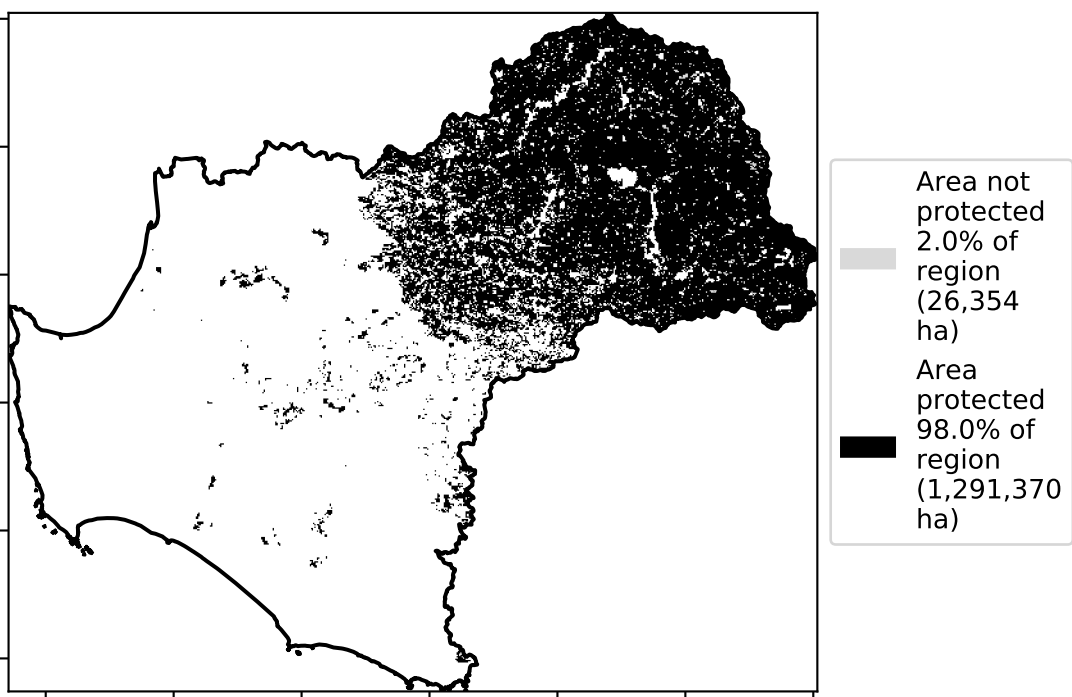 Area not
protected
2.0% of
region
(26,354
ha)
Area
protected
98.0% of
region
(1,291,370
ha)